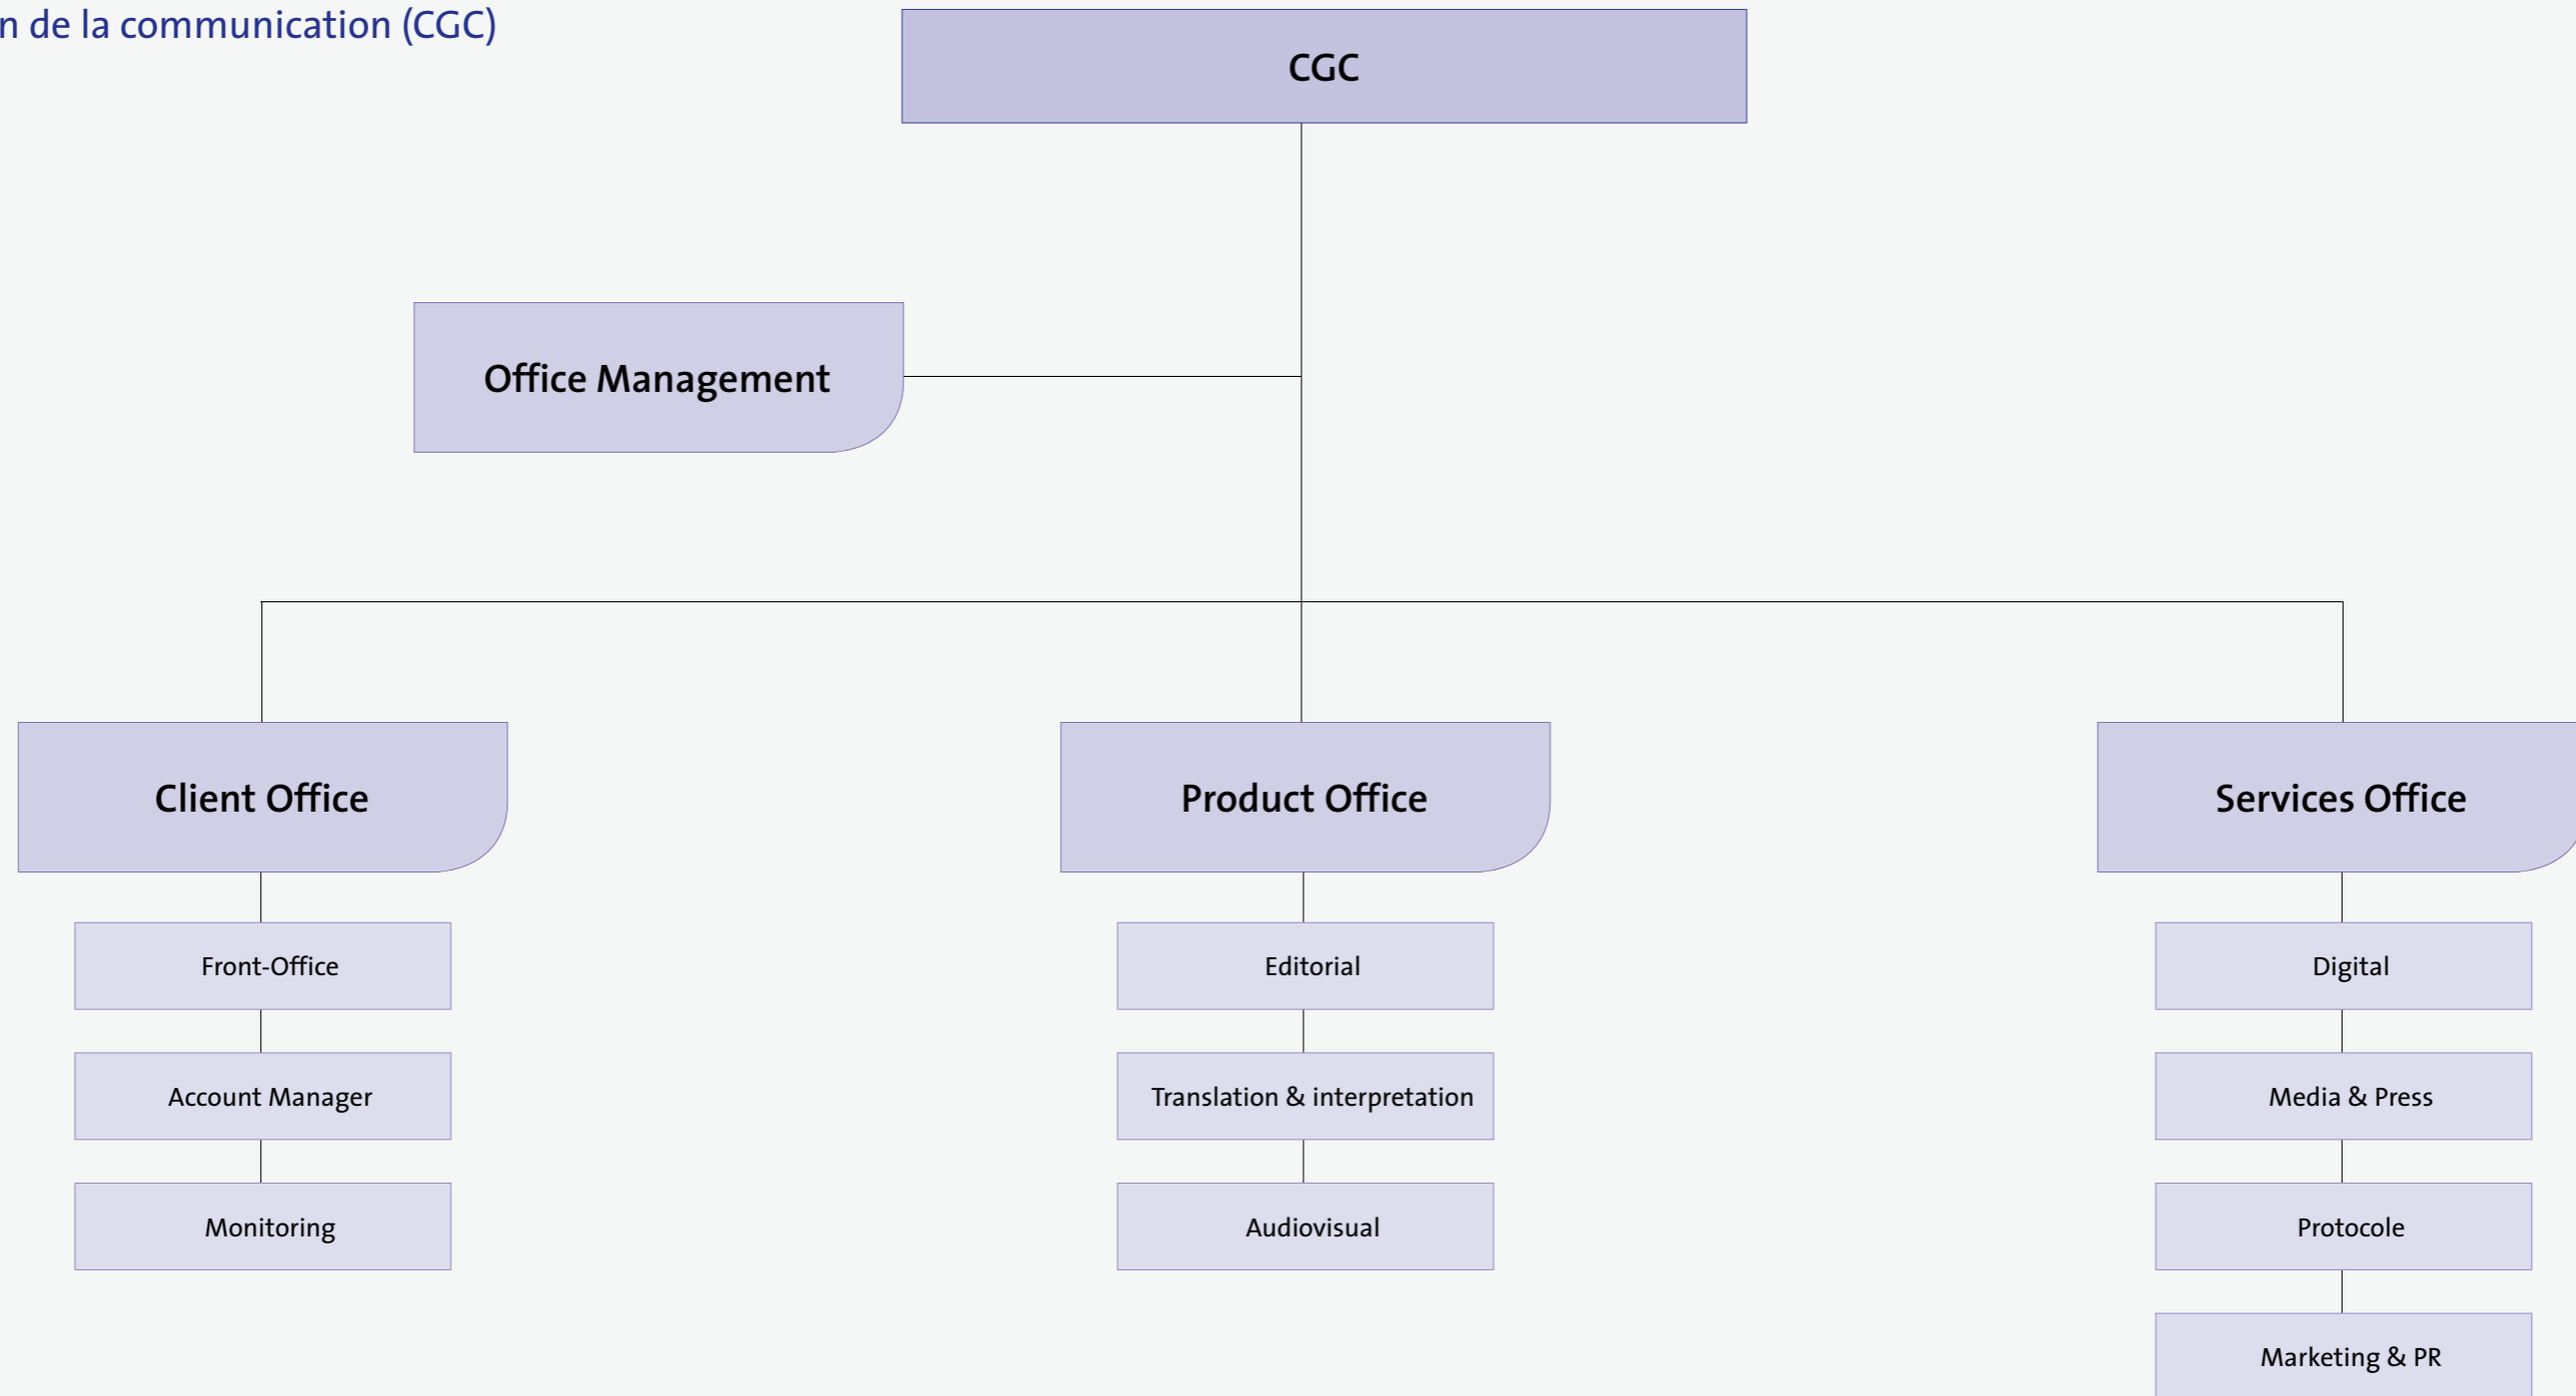 n de la communication (CGC)
CGC
Office Management
Client Office
Product Office
Services Office
Front-Office
Editorial
Digital
Account Manager
Translation & interpretation
Media & Press
Monitoring
Audiovisual
Protocole
Marketing & PR